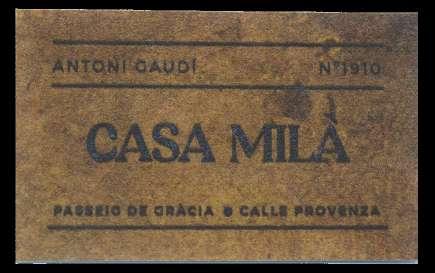 ANTONI GAUDÍ Nº1910
CASA MILÀ
PASSEIG DE GRÀCIA & CALLE PROVENZA